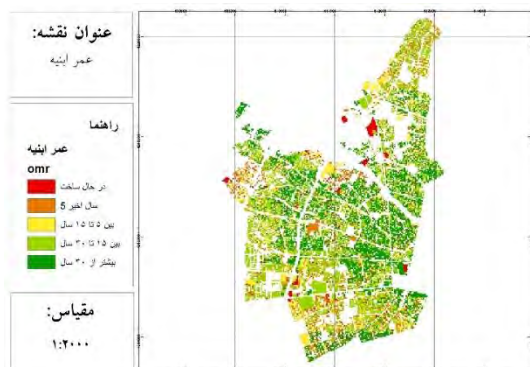 عنوان نقشه:
عمر ابنیه
راهنما
عمر ابنیه
omr
در حال ساخت
سال اخیر 5
بین ۵ تا ۱۵ سال
بین ۱۵ تا ۳۰ سال
بیشتر از ۳۰ سال
مقیاس:
۱:۲۰۰۰